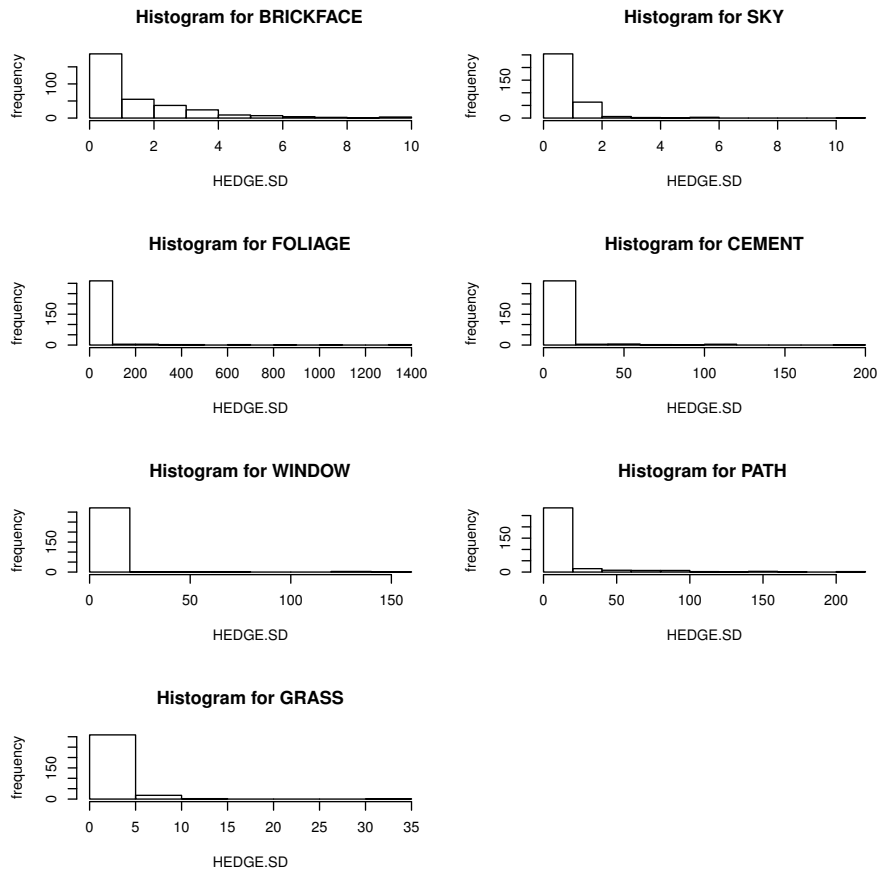 Histogram for BRICKFACE
frequency
0 100
0 2 4 6 8 10
HEDGE.SD
Histogram for SKY
frequency
0 150
0 2 4 6 8 10
HEDGE.SD
Histogram for FOLIAGE
frequency
0 150
0 200 400 600 800 1000 1200 1400
HEDGE.SD
Histogram for CEMENT
frequency
0 150
0 50 100 150 200
HEDGE.SD
Histogram for WINDOW
frequency
0 150
0 50 100 150
HEDGE.SD
Histogram for PATH
frequency
0 150
0 50 100 150 200
HEDGE.SD
Histogram for GRASS
frequency
0 150
0 5 10 15 20 25 30 35
HEDGE.SD